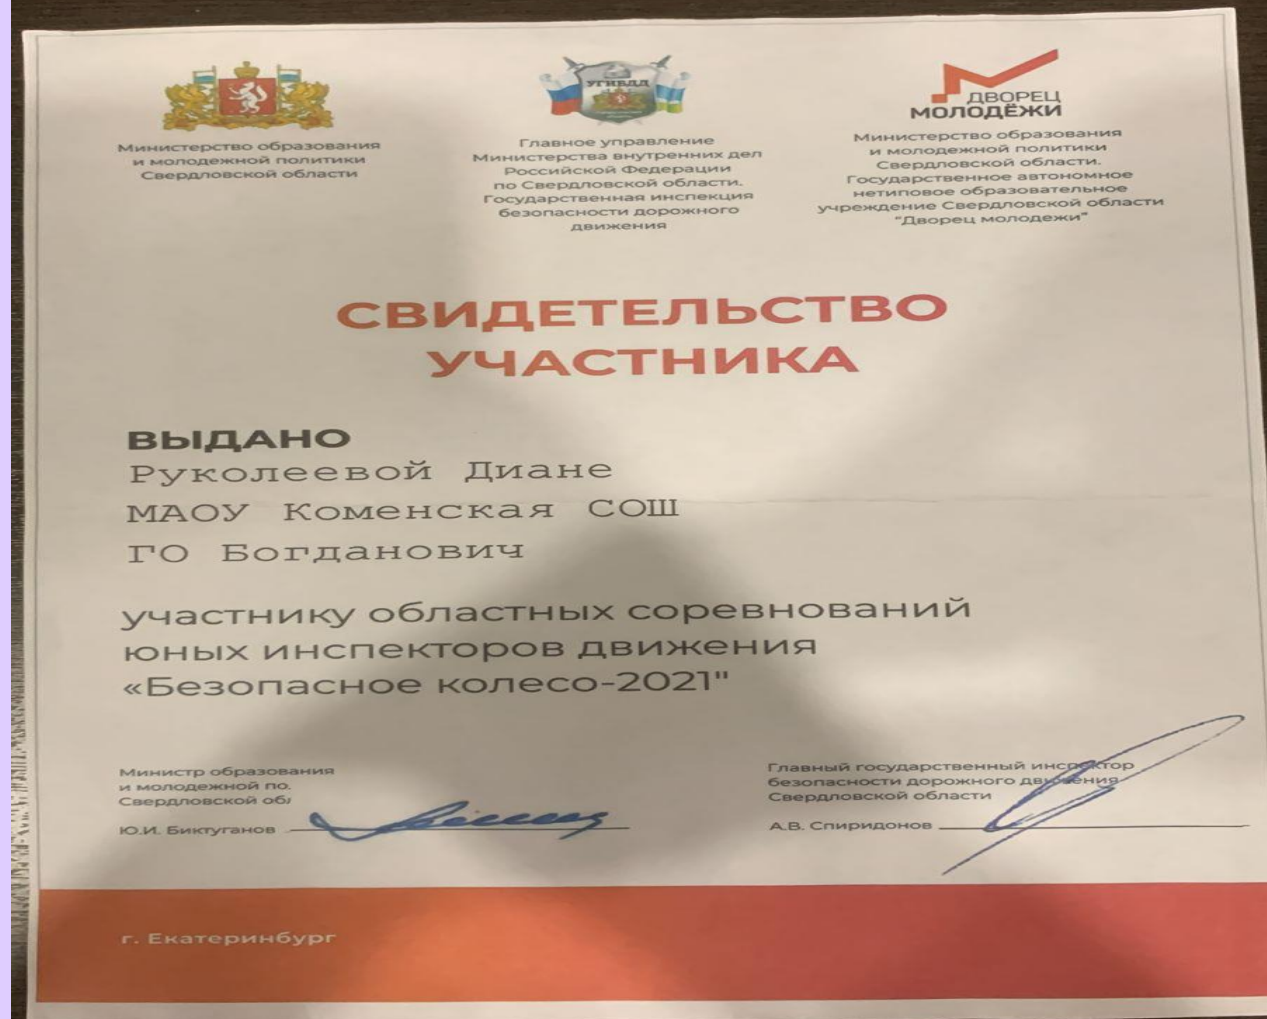 Министерство образования
и молодежной политики
Свердловской области
УГИБДД
Главное управление
Министерства внутренних дел
Российской Федерации
по Свердловской области.
Государственная инспекция
безопасности дорожного
движения
ДВОРЕЦ
МОЛОДЁЖИ
Министерство образования
и молодежной политики
Свердловской области.
Государственное автономное
нетиповое образовательное
учреждение Свердловской области
"Дворец молодежи"
СВИДЕТЕЛЬСТВО
УЧАСТНИКА
ВЫДАНО
Руколеевой Диане
МАОУ Коменская СОШ
ГО Богданович
участнику областных соревнований
юных инспекторов движения
«Безопасное колесо-2021"
Министр образования
и молодежной по.
Свердловской обл
Ю.И. Биктуганов
Главный государственный инспектор
безопасности дорожного движения
Свердловской области
А.В. Спиридонов
г. Екатеринбург